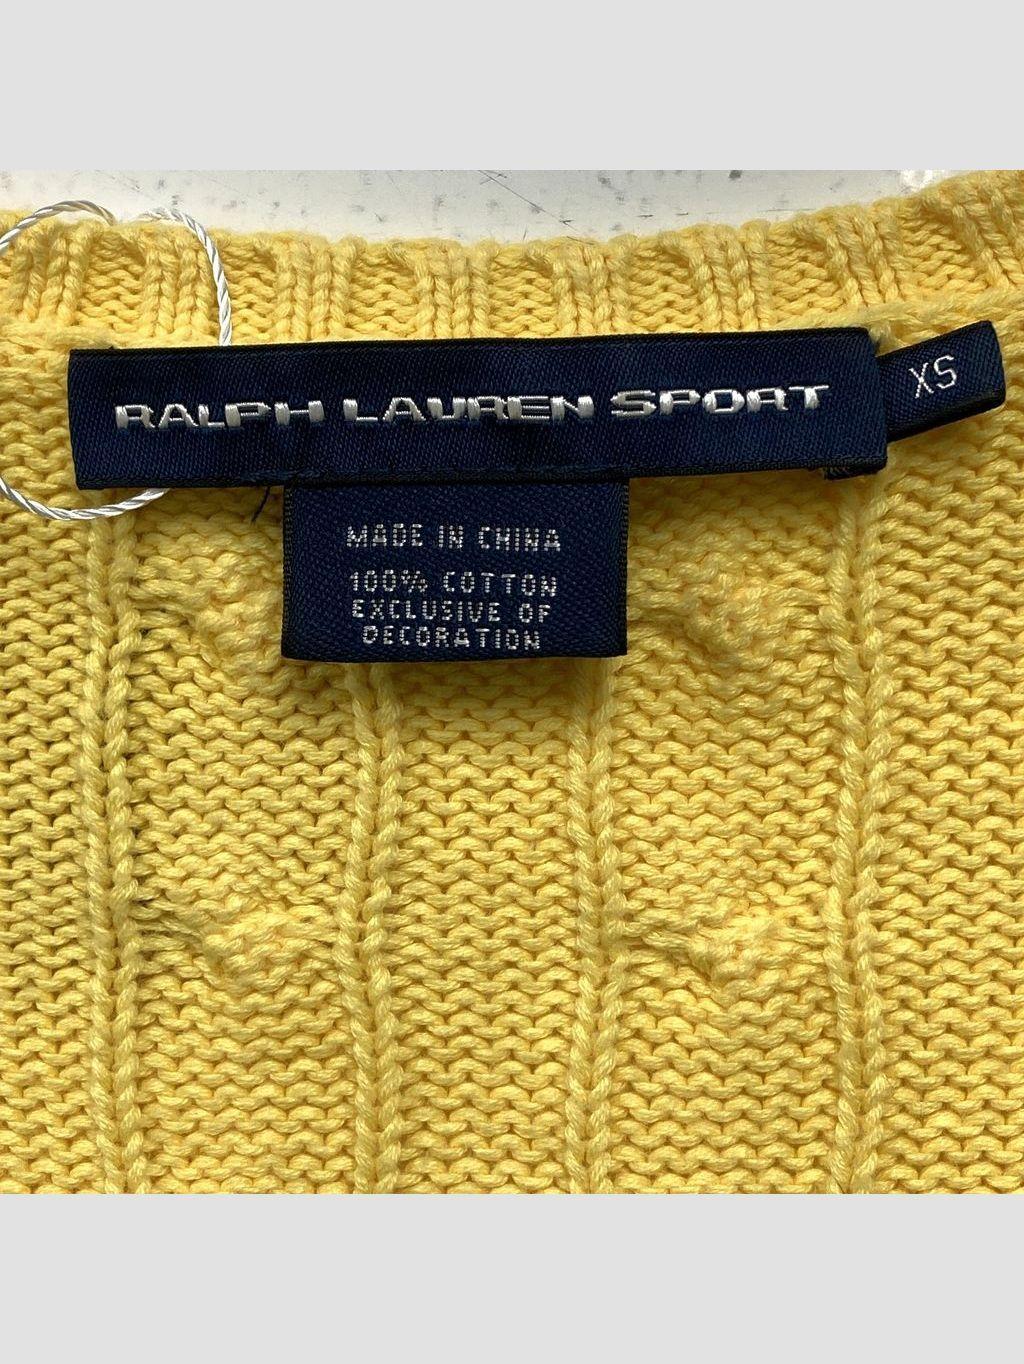 RALPH LAUREN SPORT
XS
MADE IN CHINA
100% COTTON
EXCLUSIVE OF
DECORATION